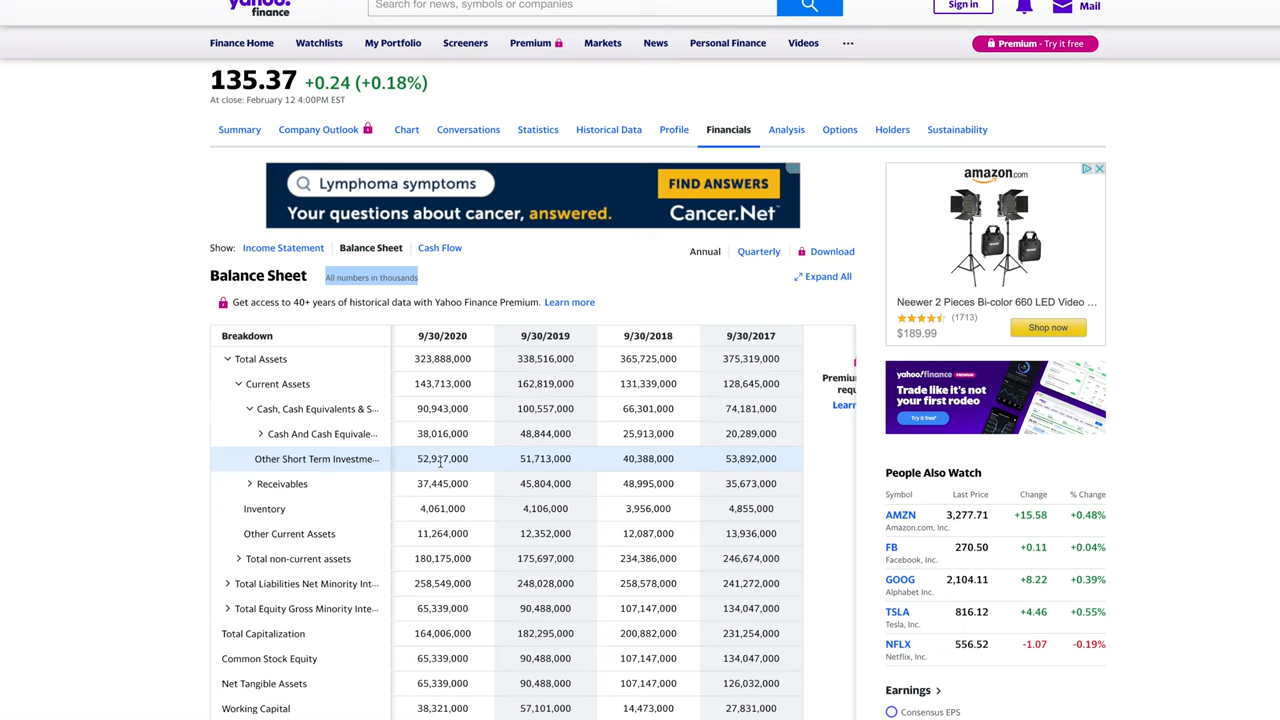 yahoo!
finance
Search for news, symbols or companies
Sign in
Mail
Finance Home Watchlists My Portfolio Screeners Premium Markets News Personal Finance Videos ···
Premium - Try it free
135.37 +0.24 (+0.18%)
At close: February 12 4:00PM EST
Summary Company Outlook Chart Conversations Statistics Historical Data Profile Financials Analysis Options Holders Sustainability
Lymphoma symptoms
FIND ANSWERS
Your questions about cancer, answered. Cancer.Net
Show: Income Statement Balance Sheet Cash Flow
Annual Quarterly Download
Balance Sheet All numbers in thousands
Expand All
Get access to 40+ years of historical data with Yahoo Finance Premium. Learn more
Breakdown 9/30/2020 9/30/2019 9/30/2018 9/30/2017
Total Assets 323,888,000 338,516,000 365,725,000 375,319,000
Current Assets 143,713,000 162,819,000 131,339,000 128,645,000
Cash, Cash Equivalents & S... 90,943,000 100,557,000 66,301,000 74,181,000
Cash And Cash Equivale... 38,016,000 48,844,000 25,913,000 20,289,000
Other Short Term Investme... 52,927,000 51,713,000 40,388,000 53,892,000
Receivables 37,445,000 45,804,000 48,995,000 35,673,000
Inventory 4,061,000 4,106,000 3,956,000 4,855,000
Other Current Assets 11,264,000 12,352,000 12,087,000 13,936,000
Total non-current assets 180,175,000 175,697,000 234,386,000 246,674,000
Total Liabilities Net Minority Int... 258,549,000 248,028,000 258,578,000 241,272,000
Total Equity Gross Minority Inte... 65,339,000 90,488,000 107,147,000 134,047,000
Total Capitalization 164,006,000 182,295,000 200,882,000 231,254,000
Common Stock Equity 65,339,000 90,488,000 107,147,000 134,047,000
Net Tangible Assets 65,339,000 90,488,000 107,147,000 126,032,000
Working Capital 38,321,000 57,101,000 14,473,000 27,831,000
Premiu
requ
Learn
amazon.com
Neewer 2 Pieces Bi-color 660 LED Video ...
(1713)
$189.99
Shop now
yahoo!finance PREMIUM
Trade like it's not
your first rodeo
Try it free
People Also Watch
Symbol Last Price Change % Change
AMZN 3,277.71 +15.58 +0.48%
Amazon.com, Inc.
FB 270.50 +0.11 +0.04%
Facebook, Inc.
GOOG 2,104.11 +8.22 +0.39%
Alphabet Inc.
TSLA 816.12 +4.46 +0.55%
Tesla, Inc.
NFLX 556.52 -1.07 -0.19%
Netflix, Inc.
Earnings
Consensus EPS